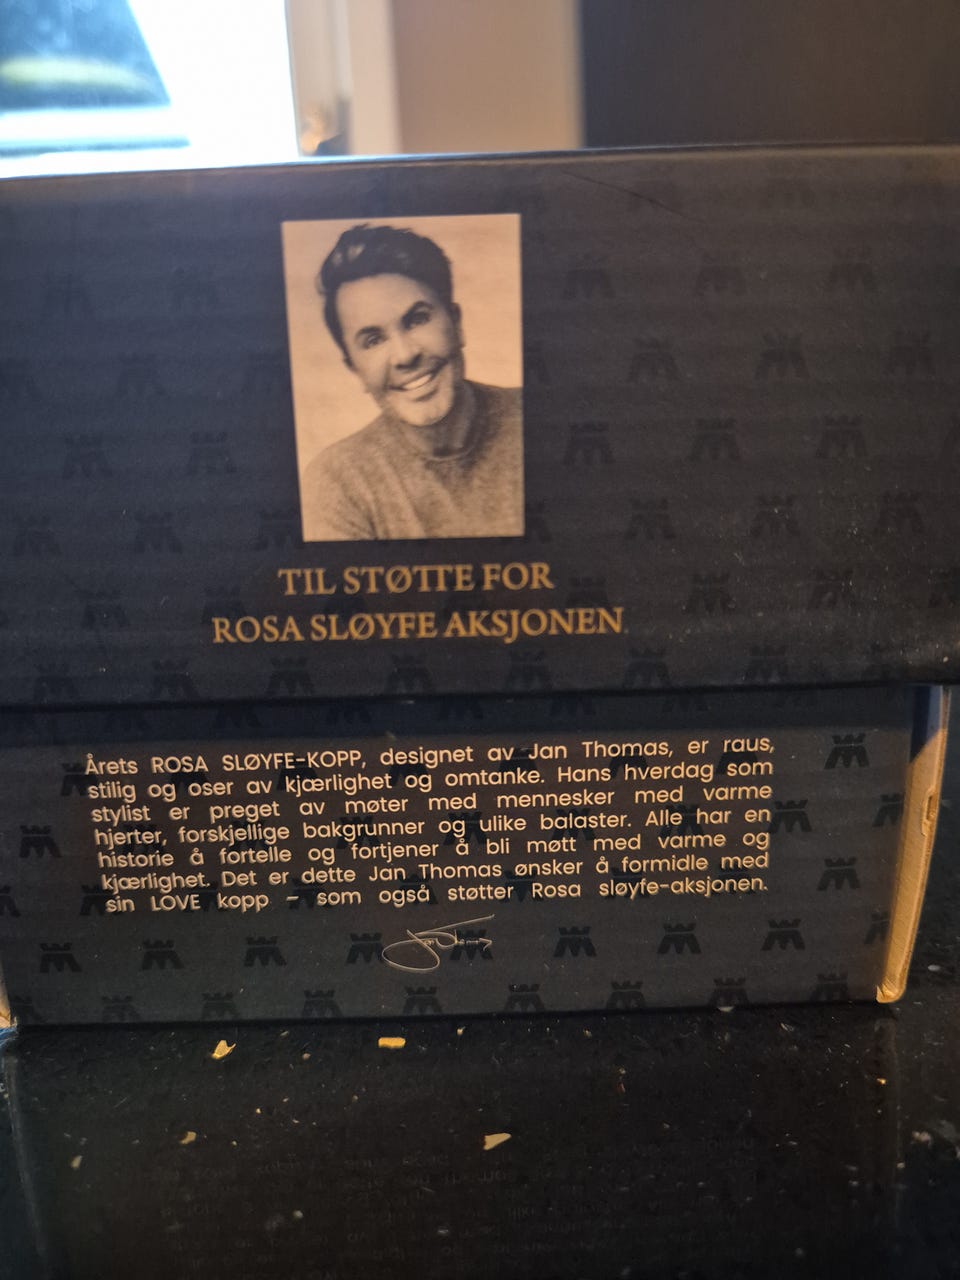 TIL STØTTE FOR
ROSA SLØYFE AKSJONEN
Årets ROSA SLØYFE-KOPP, designet av Jan Thomas, er raus,
stilig og oser av kjærlighet og omtanke. Hans hverdag som
stylist er preget av møter med mennesker med varme
hjerter, forskjellige bakgrunner og ulike balaster. Alle har en
historie å fortelle og fortjener å bli møtt med varme og
kjærlighet. Det er dette Jan Thomas ønsker å formidle med
sin LOVE kopp – som også støtter Rosa sløyfe-aksjonen.